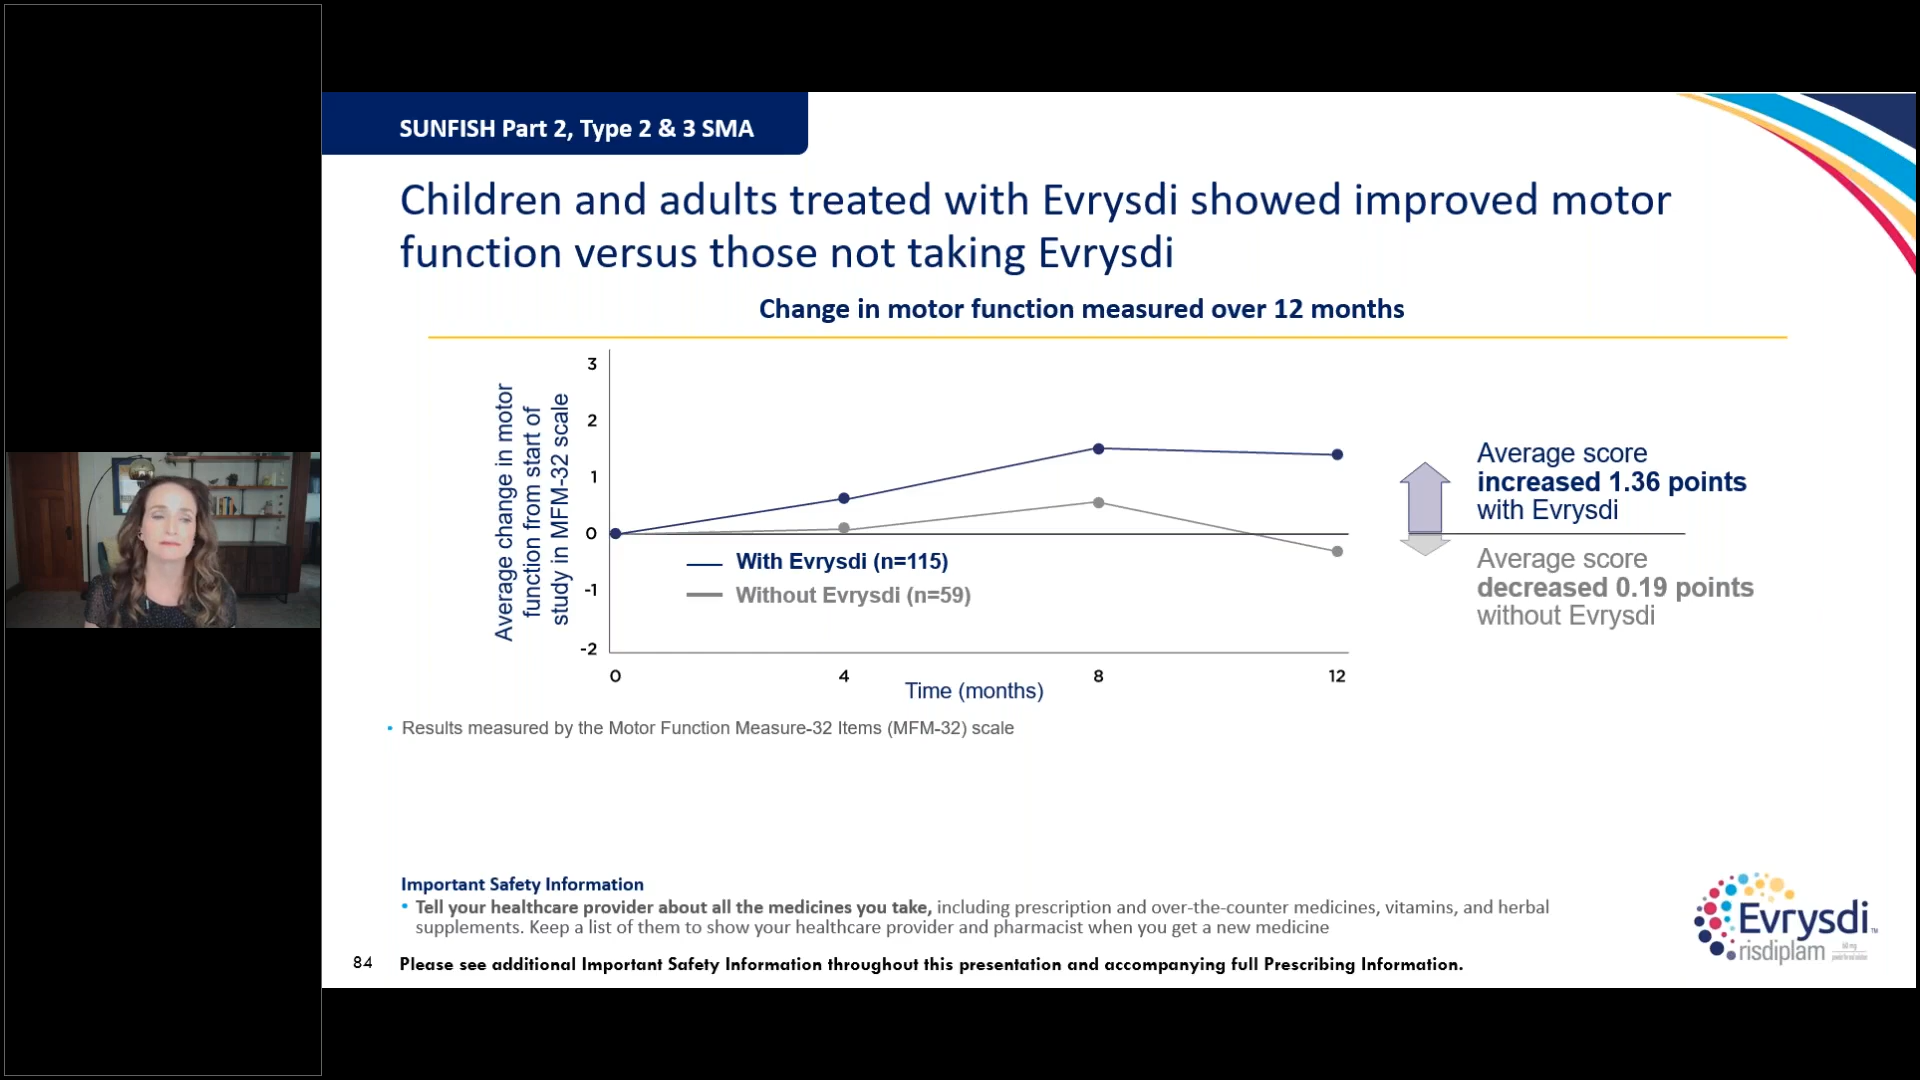 SUNFISH Part 2, Type 2 & 3 SMA
Children and adults treated with Evrysdi showed improved motor
function versus those not taking Evrysdi
Change in motor function measured over 12 months
Average change in motor
function from start of
study in MFM-32 scale
3
2
1
0
-1
-2
With Evrysdi (n=115)
Without Evrysdi (n=59)
0 4 8 12
Time (months)
Average score
increased 1.36 points
with Evrysdi
Average score
decreased 0.19 points
without Evrysdi
• Results measured by the Motor Function Measure-32 Items (MFM-32) scale
Important Safety Information
• Tell your healthcare provider about all the medicines you take, including prescription and over-the-counter medicines, vitamins, and herbal
supplements. Keep a list of them to show your healthcare provider and pharmacist when you get a new medicine
84 Please see additional Important Safety Information throughout this presentation and accompanying full Prescribing Information.
Evrysdi™
risdiplam